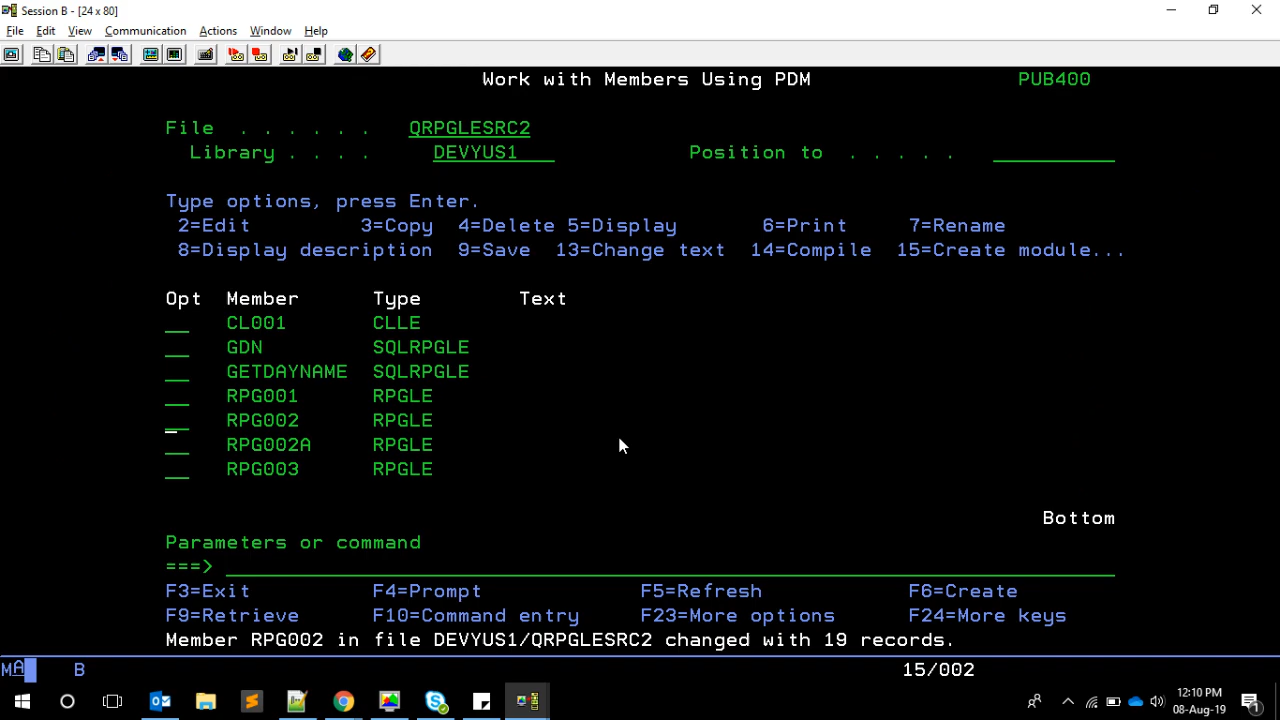 Session B - [24 x 80]
File Edit View Communication Actions Window Help
Work with Members Using PDM PUB400
File . . . . . . QRPGLESRC2
Library . . . . DEVYUS1 Position to . . . . .
Type options, press Enter.
2=Edit 3=Copy 4=Delete 5=Display 6=Print 7=Rename
8=Display description 9=Save 13=Change text 14=Compile 15=Create module...
Opt Member Type Text
CL001 CLLE
GDN SQLRPGLE
GETDAYNAME SQLRPGLE
RPG001 RPGLE
RPG002 RPGLE
RPG002A RPGLE
RPG003 RPGLE
Bottom
Parameters or command
===>
F3=Exit F4=Prompt F5=Refresh F6=Create
F9=Retrieve F10=Command entry F23=More options F24=More keys
Member RPG002 in file DEVYUS1/QRPGLESRC2 changed with 19 records.
MA B 15/002
12:10 PM
08-Aug-19